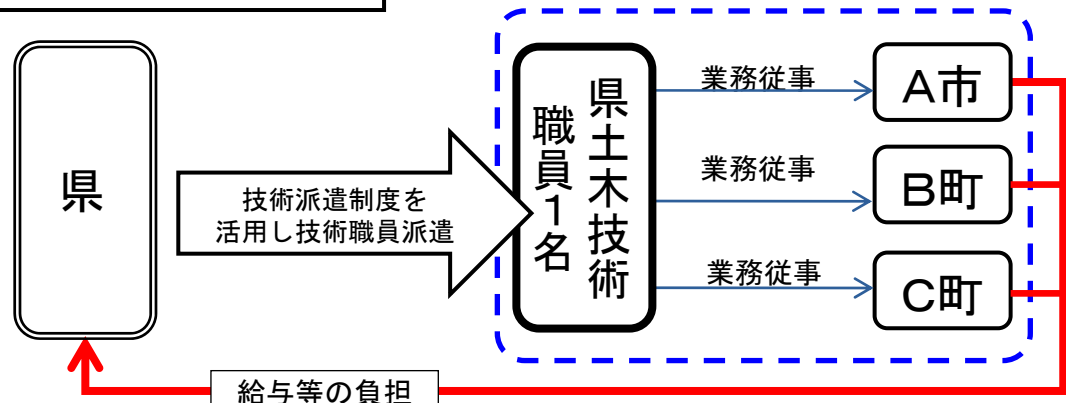 県
技術派遣制度を
活用し技術職員派遣
県土木技術
職員1名
業務従事
A市
業務従事
B町
業務従事
C町
給与等の負担